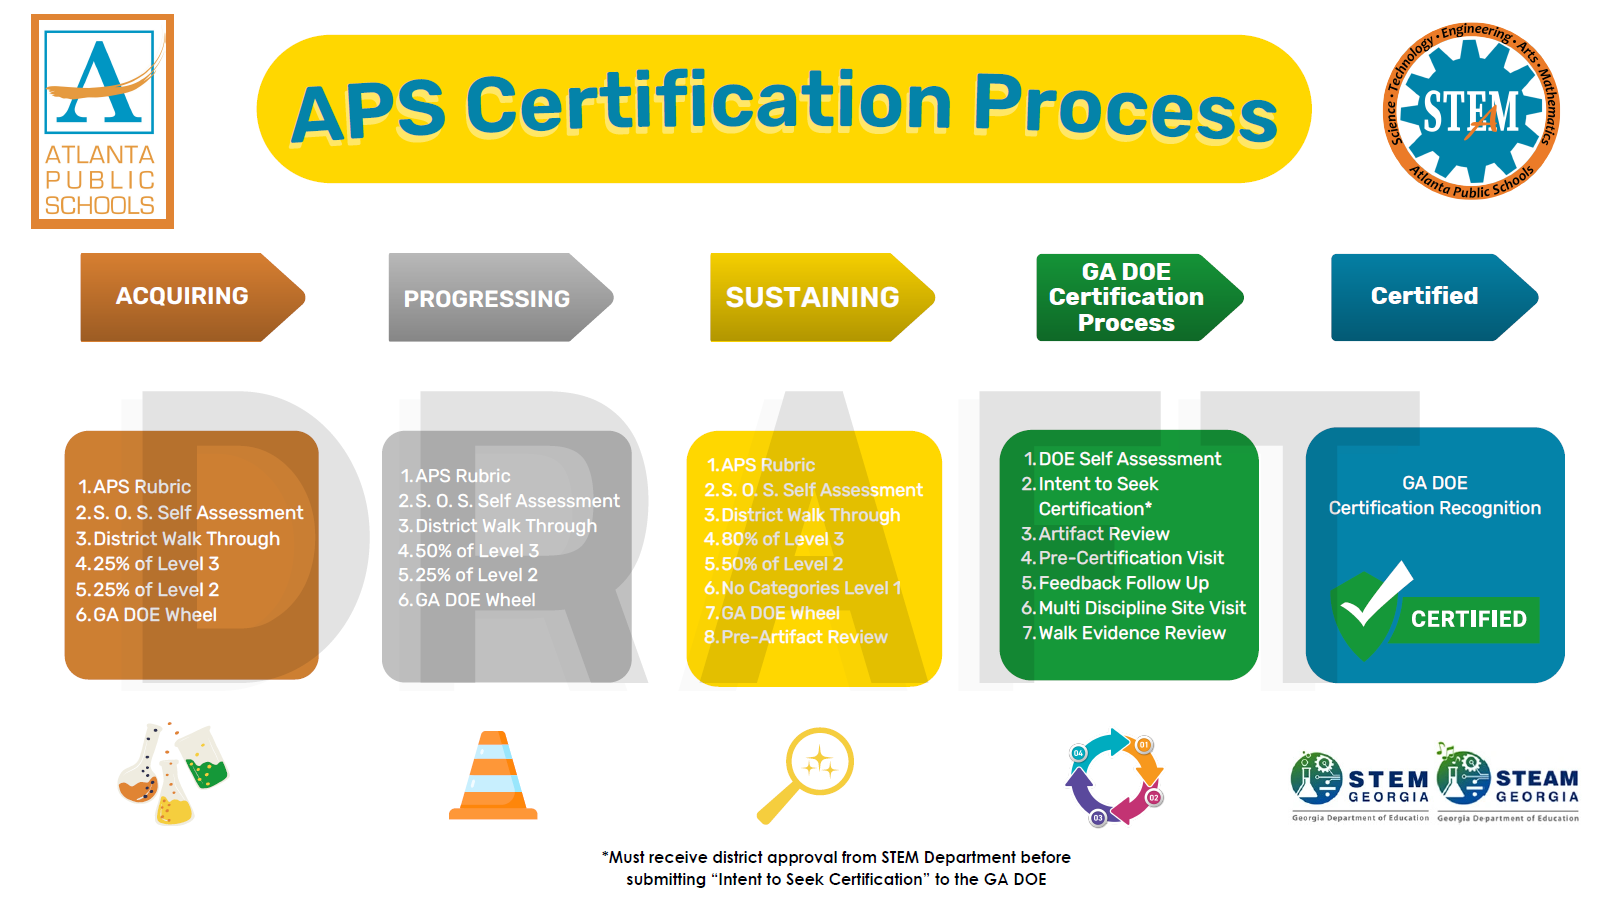 ATLANTA
PUBLIC
SCHOOLS
APS Certification Process
Science • Technology • Engineering • Arts • Mathematics
STEAM
Atlanta Public Schools
ACQUIRING
PROGRESSING
SUSTAINING
GA DOE
Certification
Process
Certified
DRAFT
1. APS Rubric
2. S. O. S. Self Assessment
3. District Walk Through
4. 25% of Level 3
5. 25% of Level 2
6. GA DOE Wheel
1. APS Rubric
2. S. O. S. Self Assessment
3. District Walk Through
4. 50% of Level 3
5. 25% of Level 2
6. GA DOE Wheel
1. APS Rubric
2. S. O. S. Self Assessment
3. District Walk Through
4. 80% of Level 3
5. 50% of Level 2
6. No Categories Level 1
7. GA DOE Wheel
8. Pre-Artifact Review
1. DOE Self Assessment
2. Intent to Seek
Certification*
3. Artifact Review
4. Pre-Certification Visit
5. Feedback Follow Up
6. Multi Discipline Site Visit
7. Walk Evidence Review
GA DOE
Certification Recognition
CERTIFIED
01
02
03
04
STEM
GEORGIA
Georgia Department of Education
STEAM
GEORGIA
Georgia Department of Education
*Must receive district approval from STEM Department before
submitting “Intent to Seek Certification” to the GA DOE